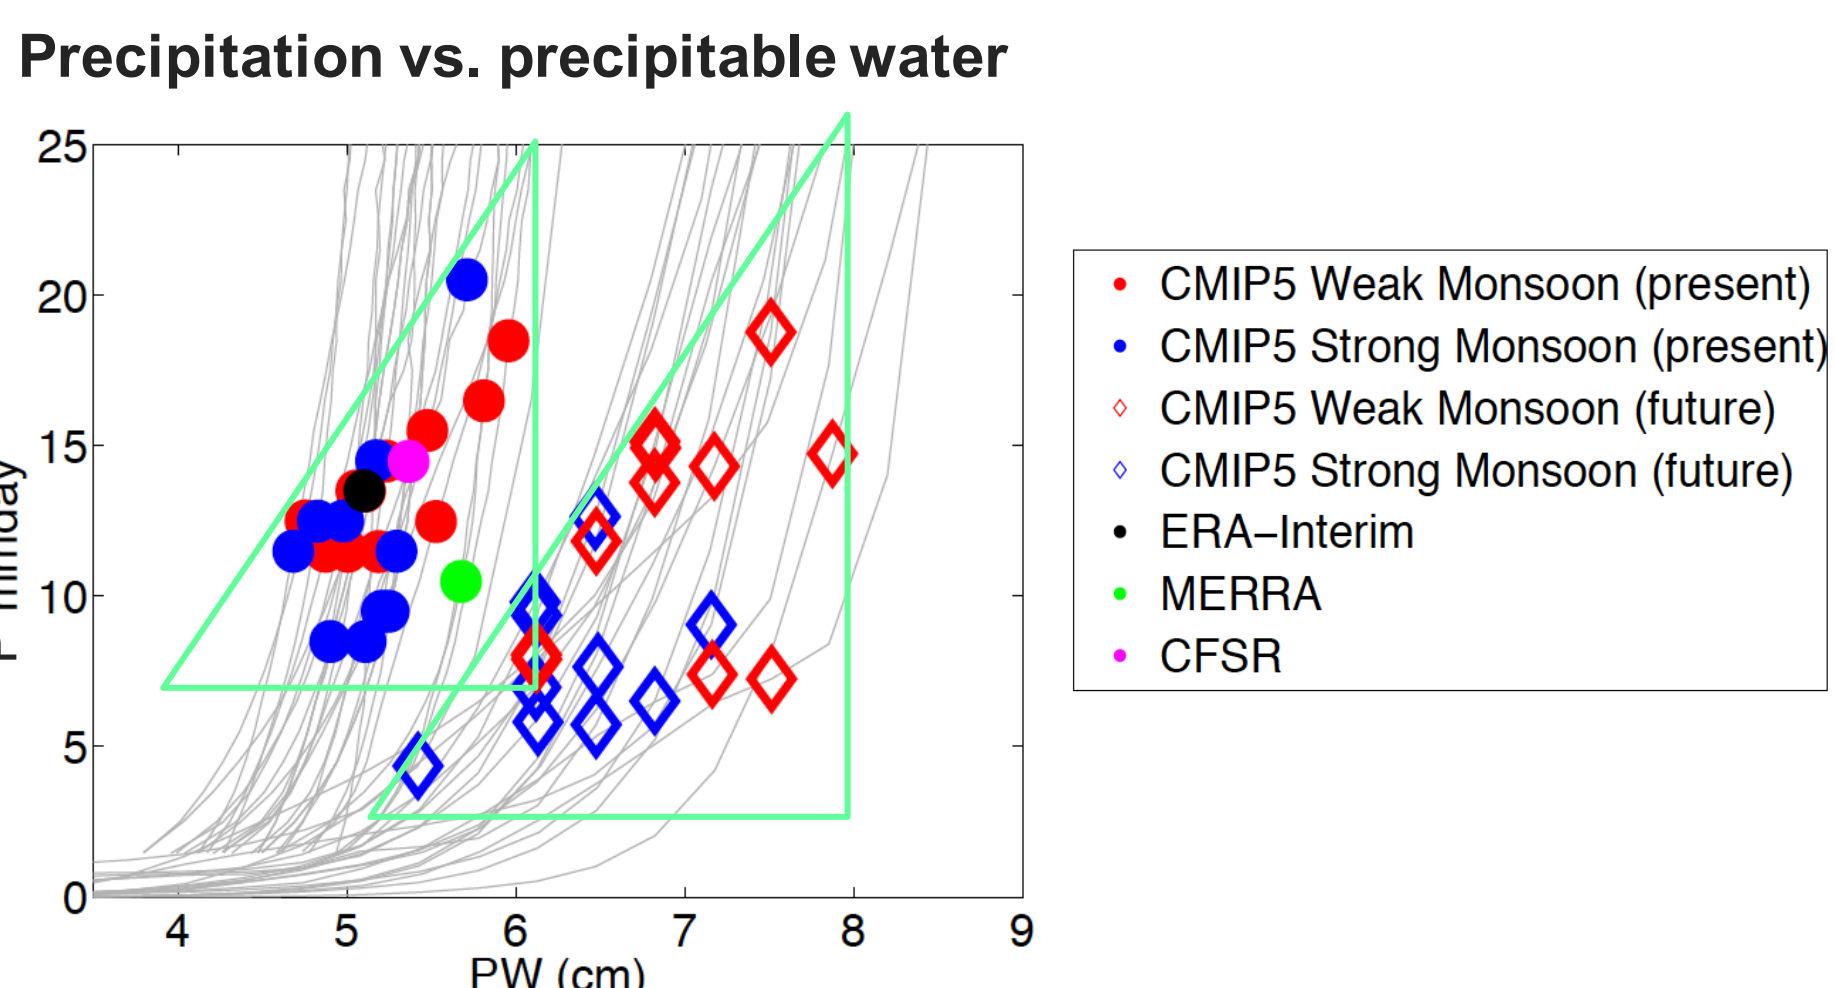 Precipitation vs. precipitable water
25
20
15
10
5
0
4 5 6 7 8 9
PW (cm)
CMIP5 Weak Monsoon (present)
CMIP5 Strong Monsoon (present)
CMIP5 Weak Monsoon (future)
CMIP5 Strong Monsoon (future)
ERA–Interim
MERRA
CFSR